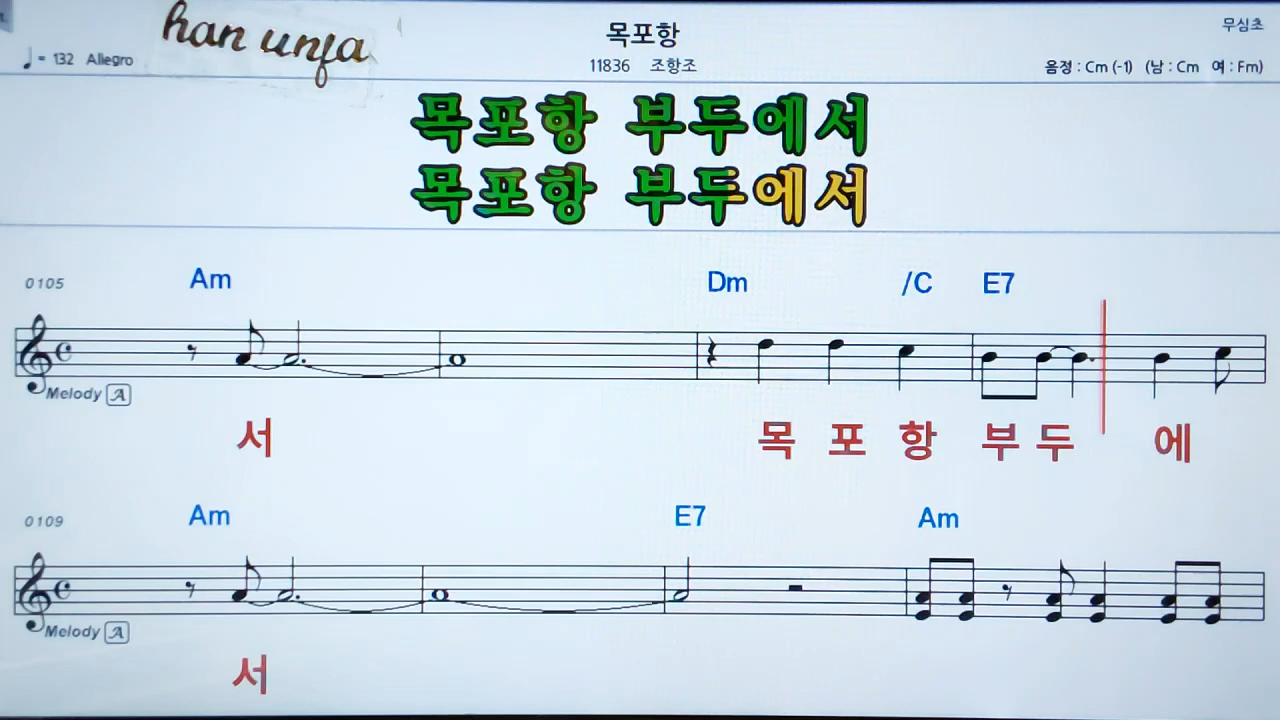 han unfa
목포항
무심초
♩= 132 Allegro
11836 조항조
음정 : Cm (-1) (남 : Cm 여 : Fm)
목포항 부두에서
목포항 부두에서
0105 Am Dm /C E7
Melody A
서 목 포 항 부 두 에
0109 Am E7 Am
Melody A
서